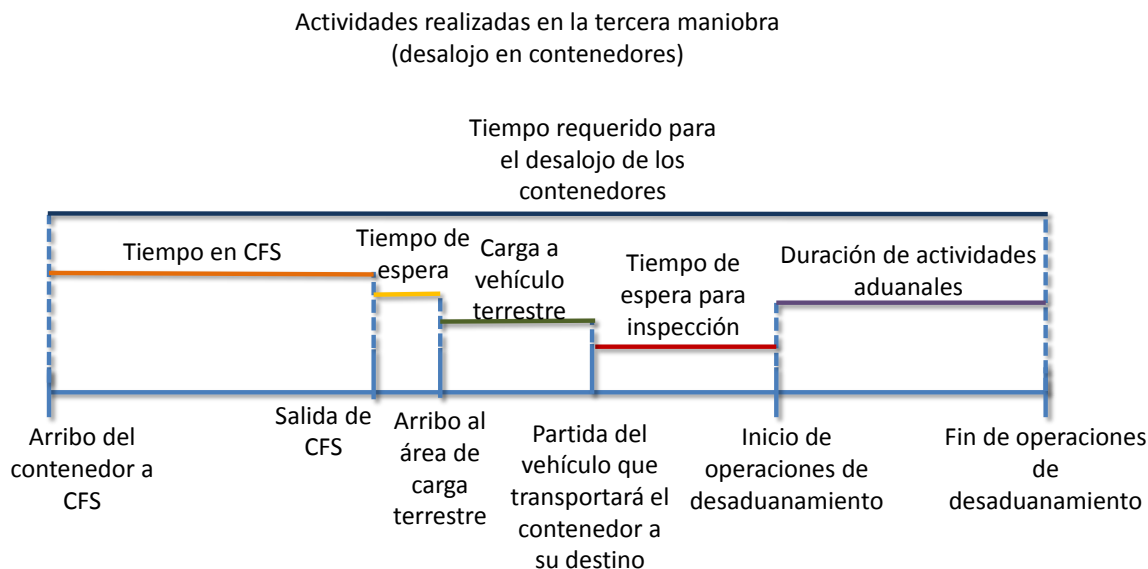 Actividades realizadas en la tercera maniobra
(desalojo en contenedores)
Tiempo requerido para
el desalojo de los
contenedores
Tiempo en CFS
Tiempo de
espera
Carga a
vehículo
terrestre
Tiempo de
espera para
inspección
Duración de actividades
aduanales
Arribo del
contenedor a
CFS
Salida de
CFS
Arribo al
área de
carga
terrestre
Partida del
vehículo que
transportará el
contenedor a
su destino
Inicio de
operaciones de
desaduanamiento
Fin de operaciones
de
desaduanamiento